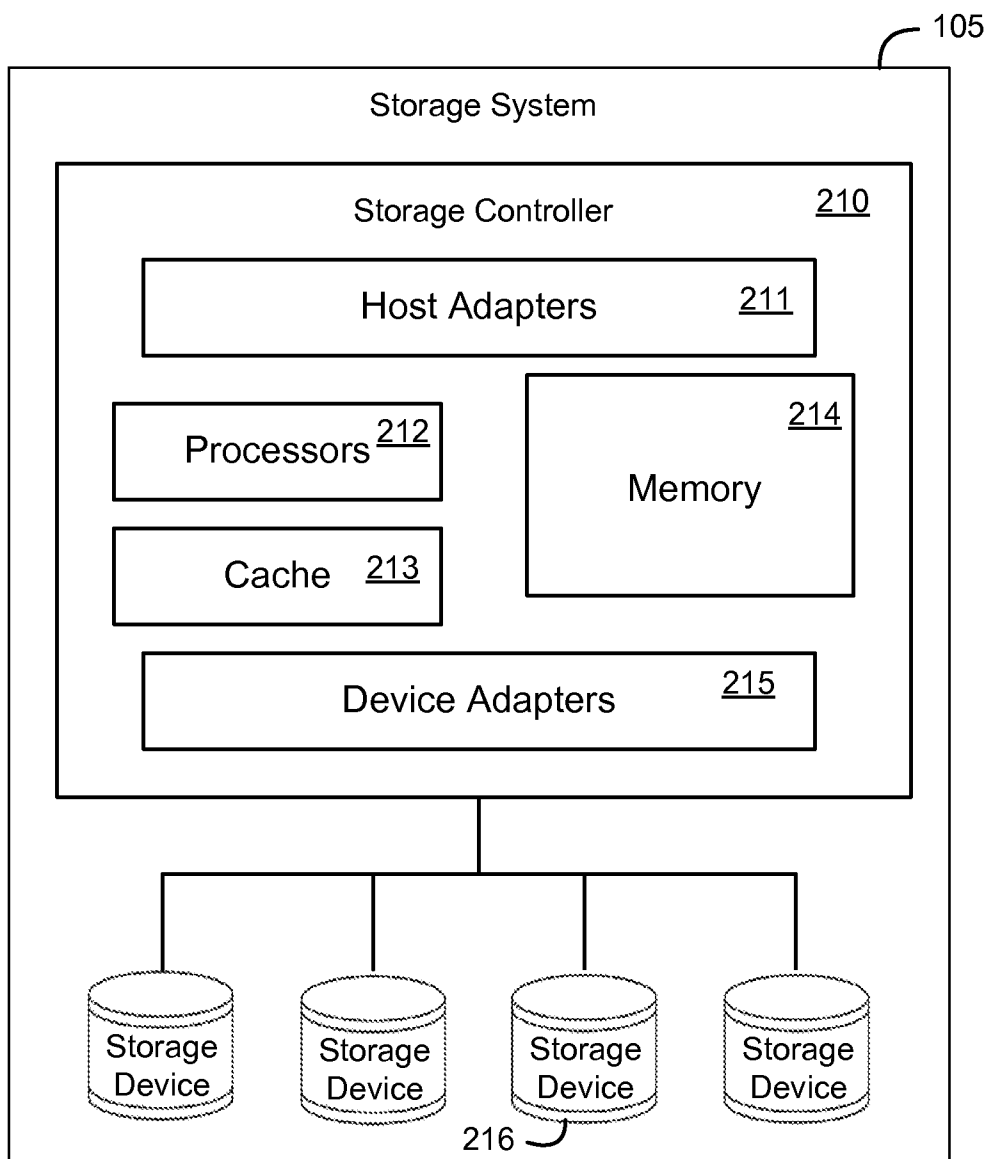 105
Storage System
Storage Controller 210
Host Adapters 211
Processors 212
214
Memory
Cache 213
Device Adapters 215
Storage
Device
Storage
Device
Storage
Device
Storage
Device
216